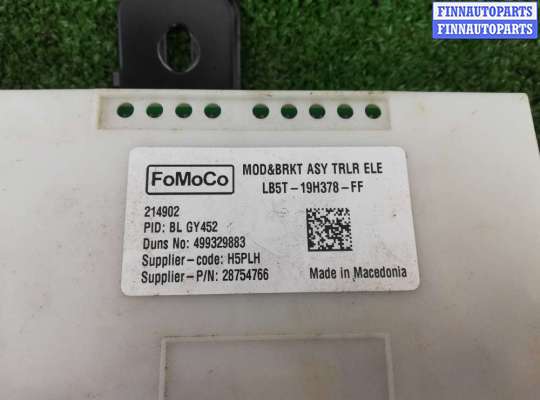 FINNAUTOPARTS
FINNAUTOPARTS
FoMoCo
MOD&BRKT ASY TRLR ELE
LB5T-19H378-FF
214902
PID: BL GY452
Duns No: 499329883
Supplier-code: H5PLH
Supplier-P/N: 28754766
Made in Macedonia